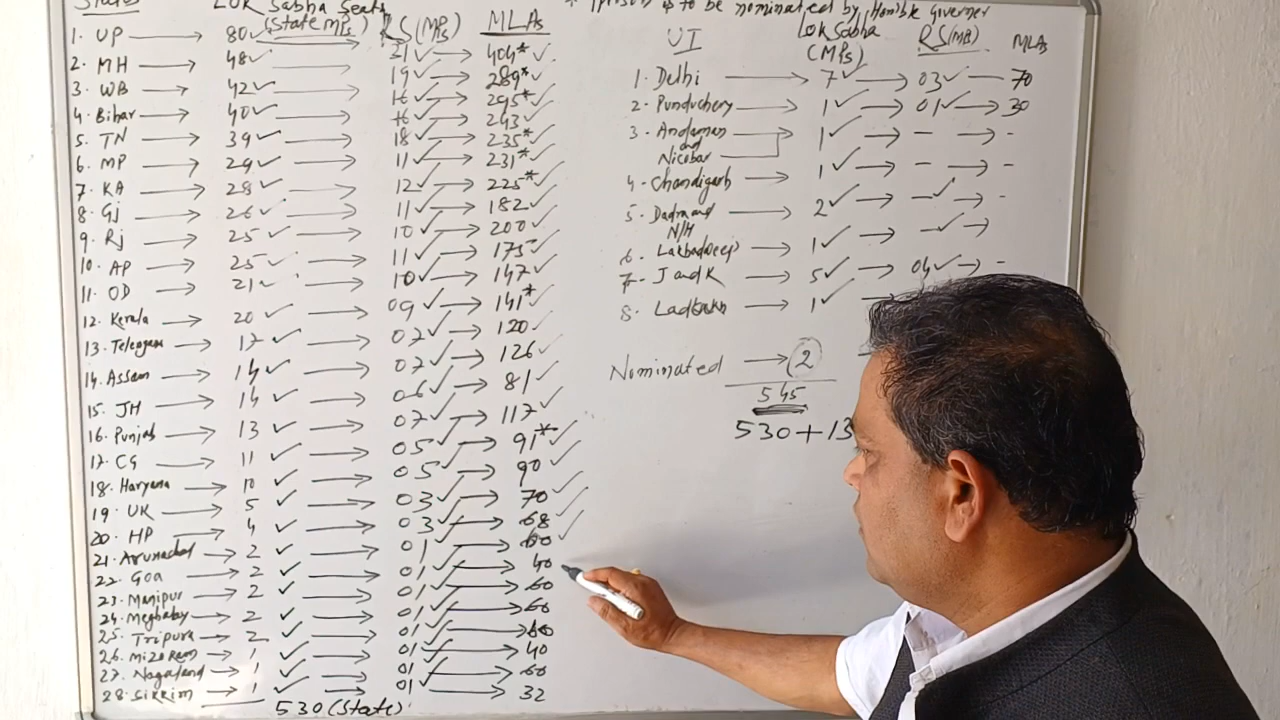 States Lok Sabha Seats (State MPs) RS (MPs) MLAs
1. UP → 80 → 31 → 404*
2. MH → 48 → 19 → 289*
3. WB → 42 → 16 → 295*
4. Bihar → 40 → 16 → 243
5. TN → 39 → 18 → 235*
6. MP → 29 → 11 → 231*
7. KA → 28 → 12 → 225*
8. GJ → 26 → 11 → 182
9. Rj → 25 → 10 → 200
10. AP → 25 → 11 → 175
11. OD → 21 → 10 → 147
12. Kerala → 20 → 09 → 141*
13. Telengana → 17 → 07 → 120
14. Assam → 14 → 07 → 126
15. JH → 14 → 06 → 81
16. Punjab → 13 → 07 → 117
17. CG → 11 → 05 → 91*
18. Haryana → 10 → 05 → 90
19. UK → 5 → 03 → 70
20. HP → 4 → 03 → 68
21. Arunachal → 2 → 01 → 60
22. Goa → 2 → 01 → 40
23. Manipur → 2 → 01 → 60
24. Meghalay → 2 → 01 → 60
25. Tripura → 2 → 01 → 60
26. Mizoram → 1 → 01 → 40
27. Nagaland → 1 → 01 → 60
28. Sikkim → 1 → 01 → 32
530 (State)
* 1 person is to be nominated by Hon'ble Governer
UT Lok Sabha (MPs) RS (MPs) MLAs
1. Delhi → 7 → 03 — 70
2. Punduchery → 1 → 01 → 30
3. Andaman and Nicobar → 1 → - → -
4. Chandigarh → 1 → - → -
5. Dadra and N/H → 2 → - → -
6. Lakhadeep → 1 → - →
7. J and K → 5 → 04 → -
8. Ladakh → 1 →
Nominated → 2
545
530+13